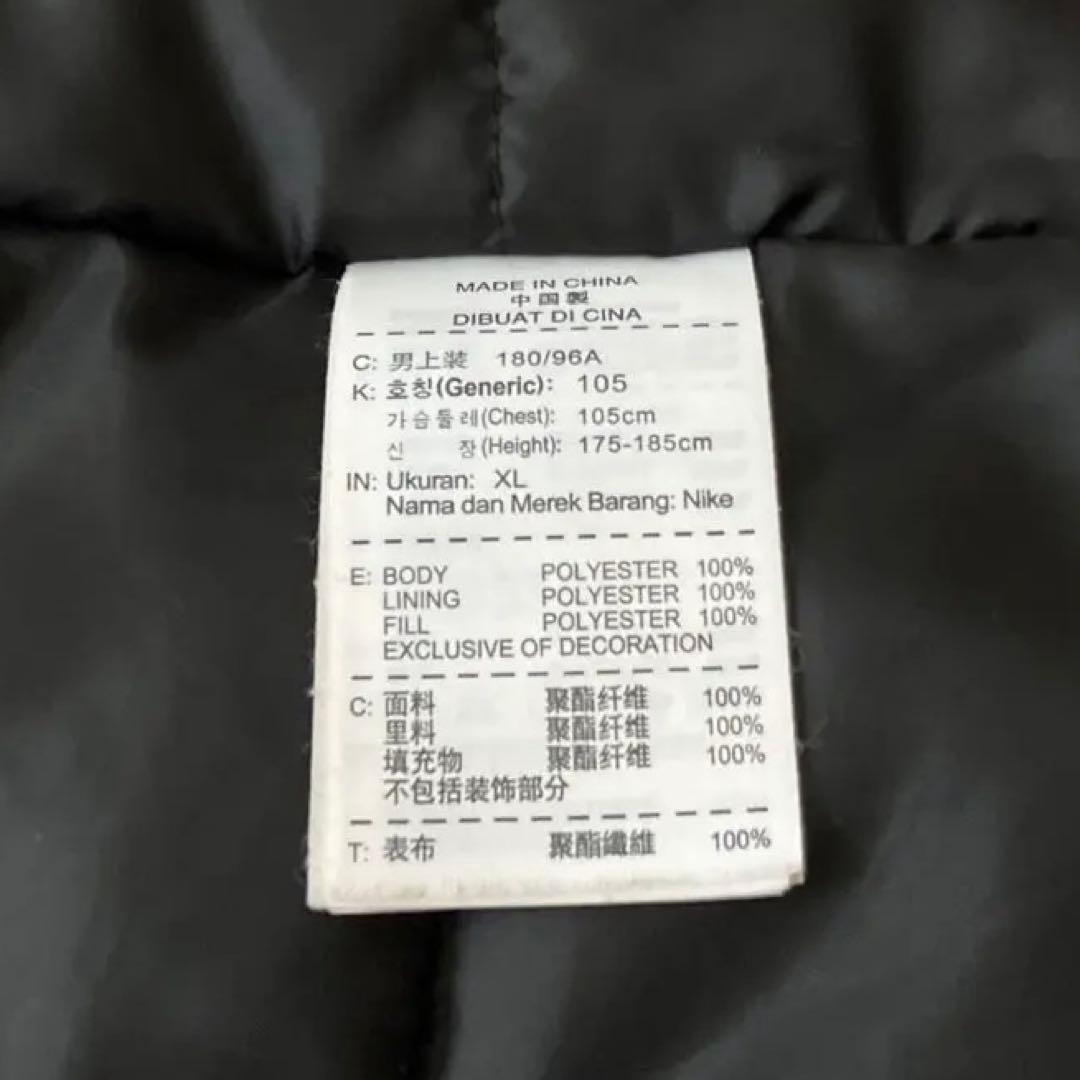 MADE IN CHINA
中国製
DIBUAT DI CINA
C: 男上装 180/96A
K: 호칭(Generic): 105
가슴둘레(Chest): 105cm
신 장(Height): 175-185cm
IN: Ukuran: XL
Nama dan Merek Barang: Nike
E: BODY POLYESTER 100%
LINING POLYESTER 100%
FILL POLYESTER 100%
EXCLUSIVE OF DECORATION
C: 面料 聚酯纤维 100%
里料 聚酯纤维 100%
填充物 聚酯纤维 100%
不包括装饰部分
T: 表布 聚酯纖維 100%